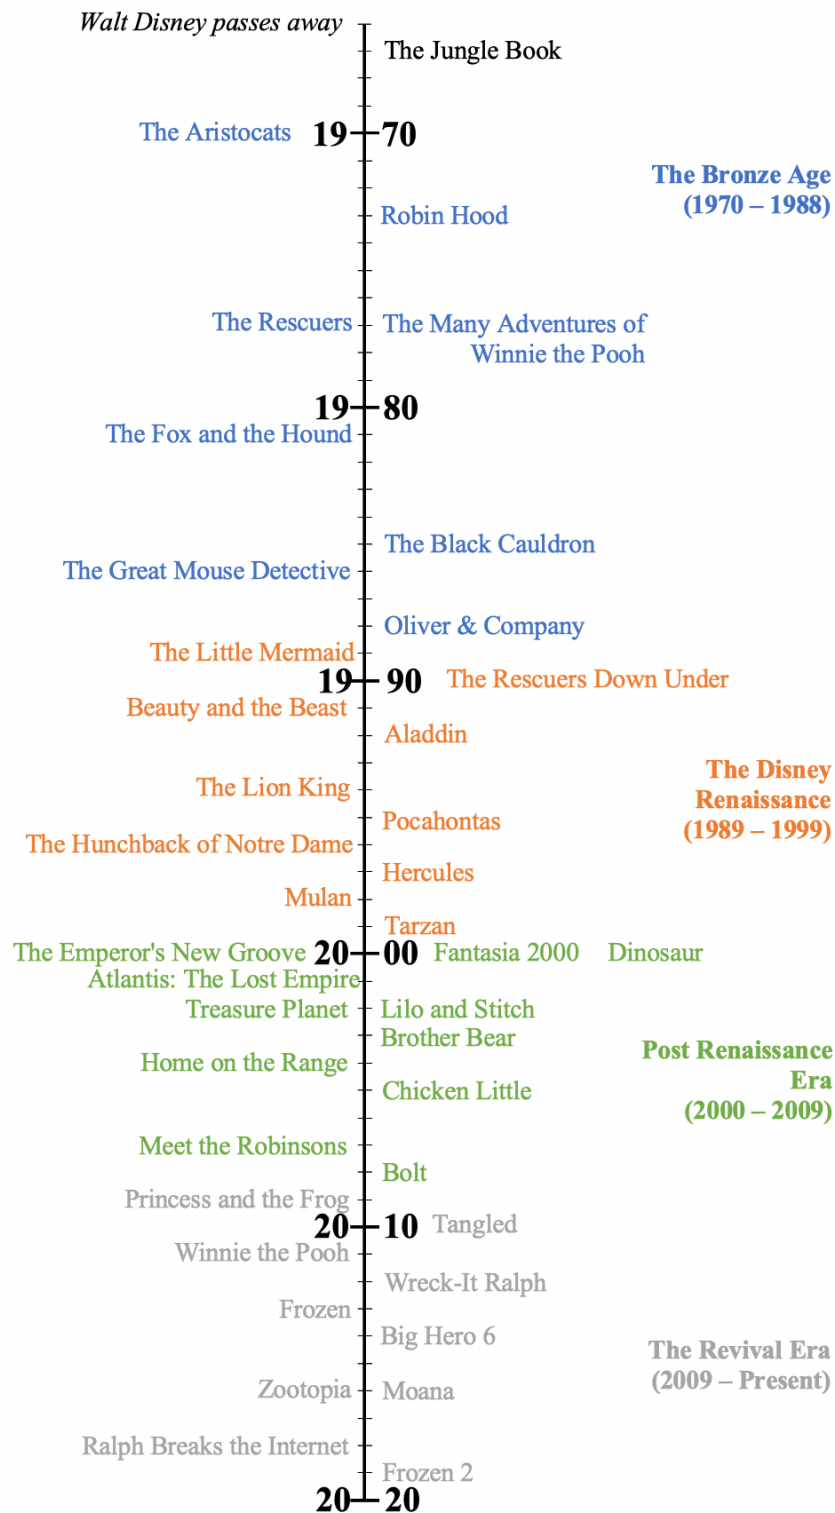 Walt Disney passes away
The Jungle Book
The Aristocats 19 70
The Bronze Age
(1970 – 1988)
Robin Hood
The Rescuers The Many Adventures of
Winnie the Pooh
19 80
The Fox and the Hound
The Black Cauldron
The Great Mouse Detective
Oliver & Company
The Little Mermaid
19 90 The Rescuers Down Under
Beauty and the Beast
Aladdin
The Disney
Renaissance
(1989 – 1999)
The Lion King
Pocahontas
The Hunchback of Notre Dame
Hercules
Mulan
Tarzan
The Emperor's New Groove 20 00 Fantasia 2000 Dinosaur
Atlantis: The Lost Empire
Treasure Planet Lilo and Stitch
Brother Bear
Post Renaissance
Era
(2000 – 2009)
Home on the Range
Chicken Little
Meet the Robinsons
Bolt
Princess and the Frog
20 10 Tangled
Winnie the Pooh
Wreck-It Ralph
Frozen
Big Hero 6
The Revival Era
(2009 – Present)
Zootopia Moana
Ralph Breaks the Internet
Frozen 2
20 20